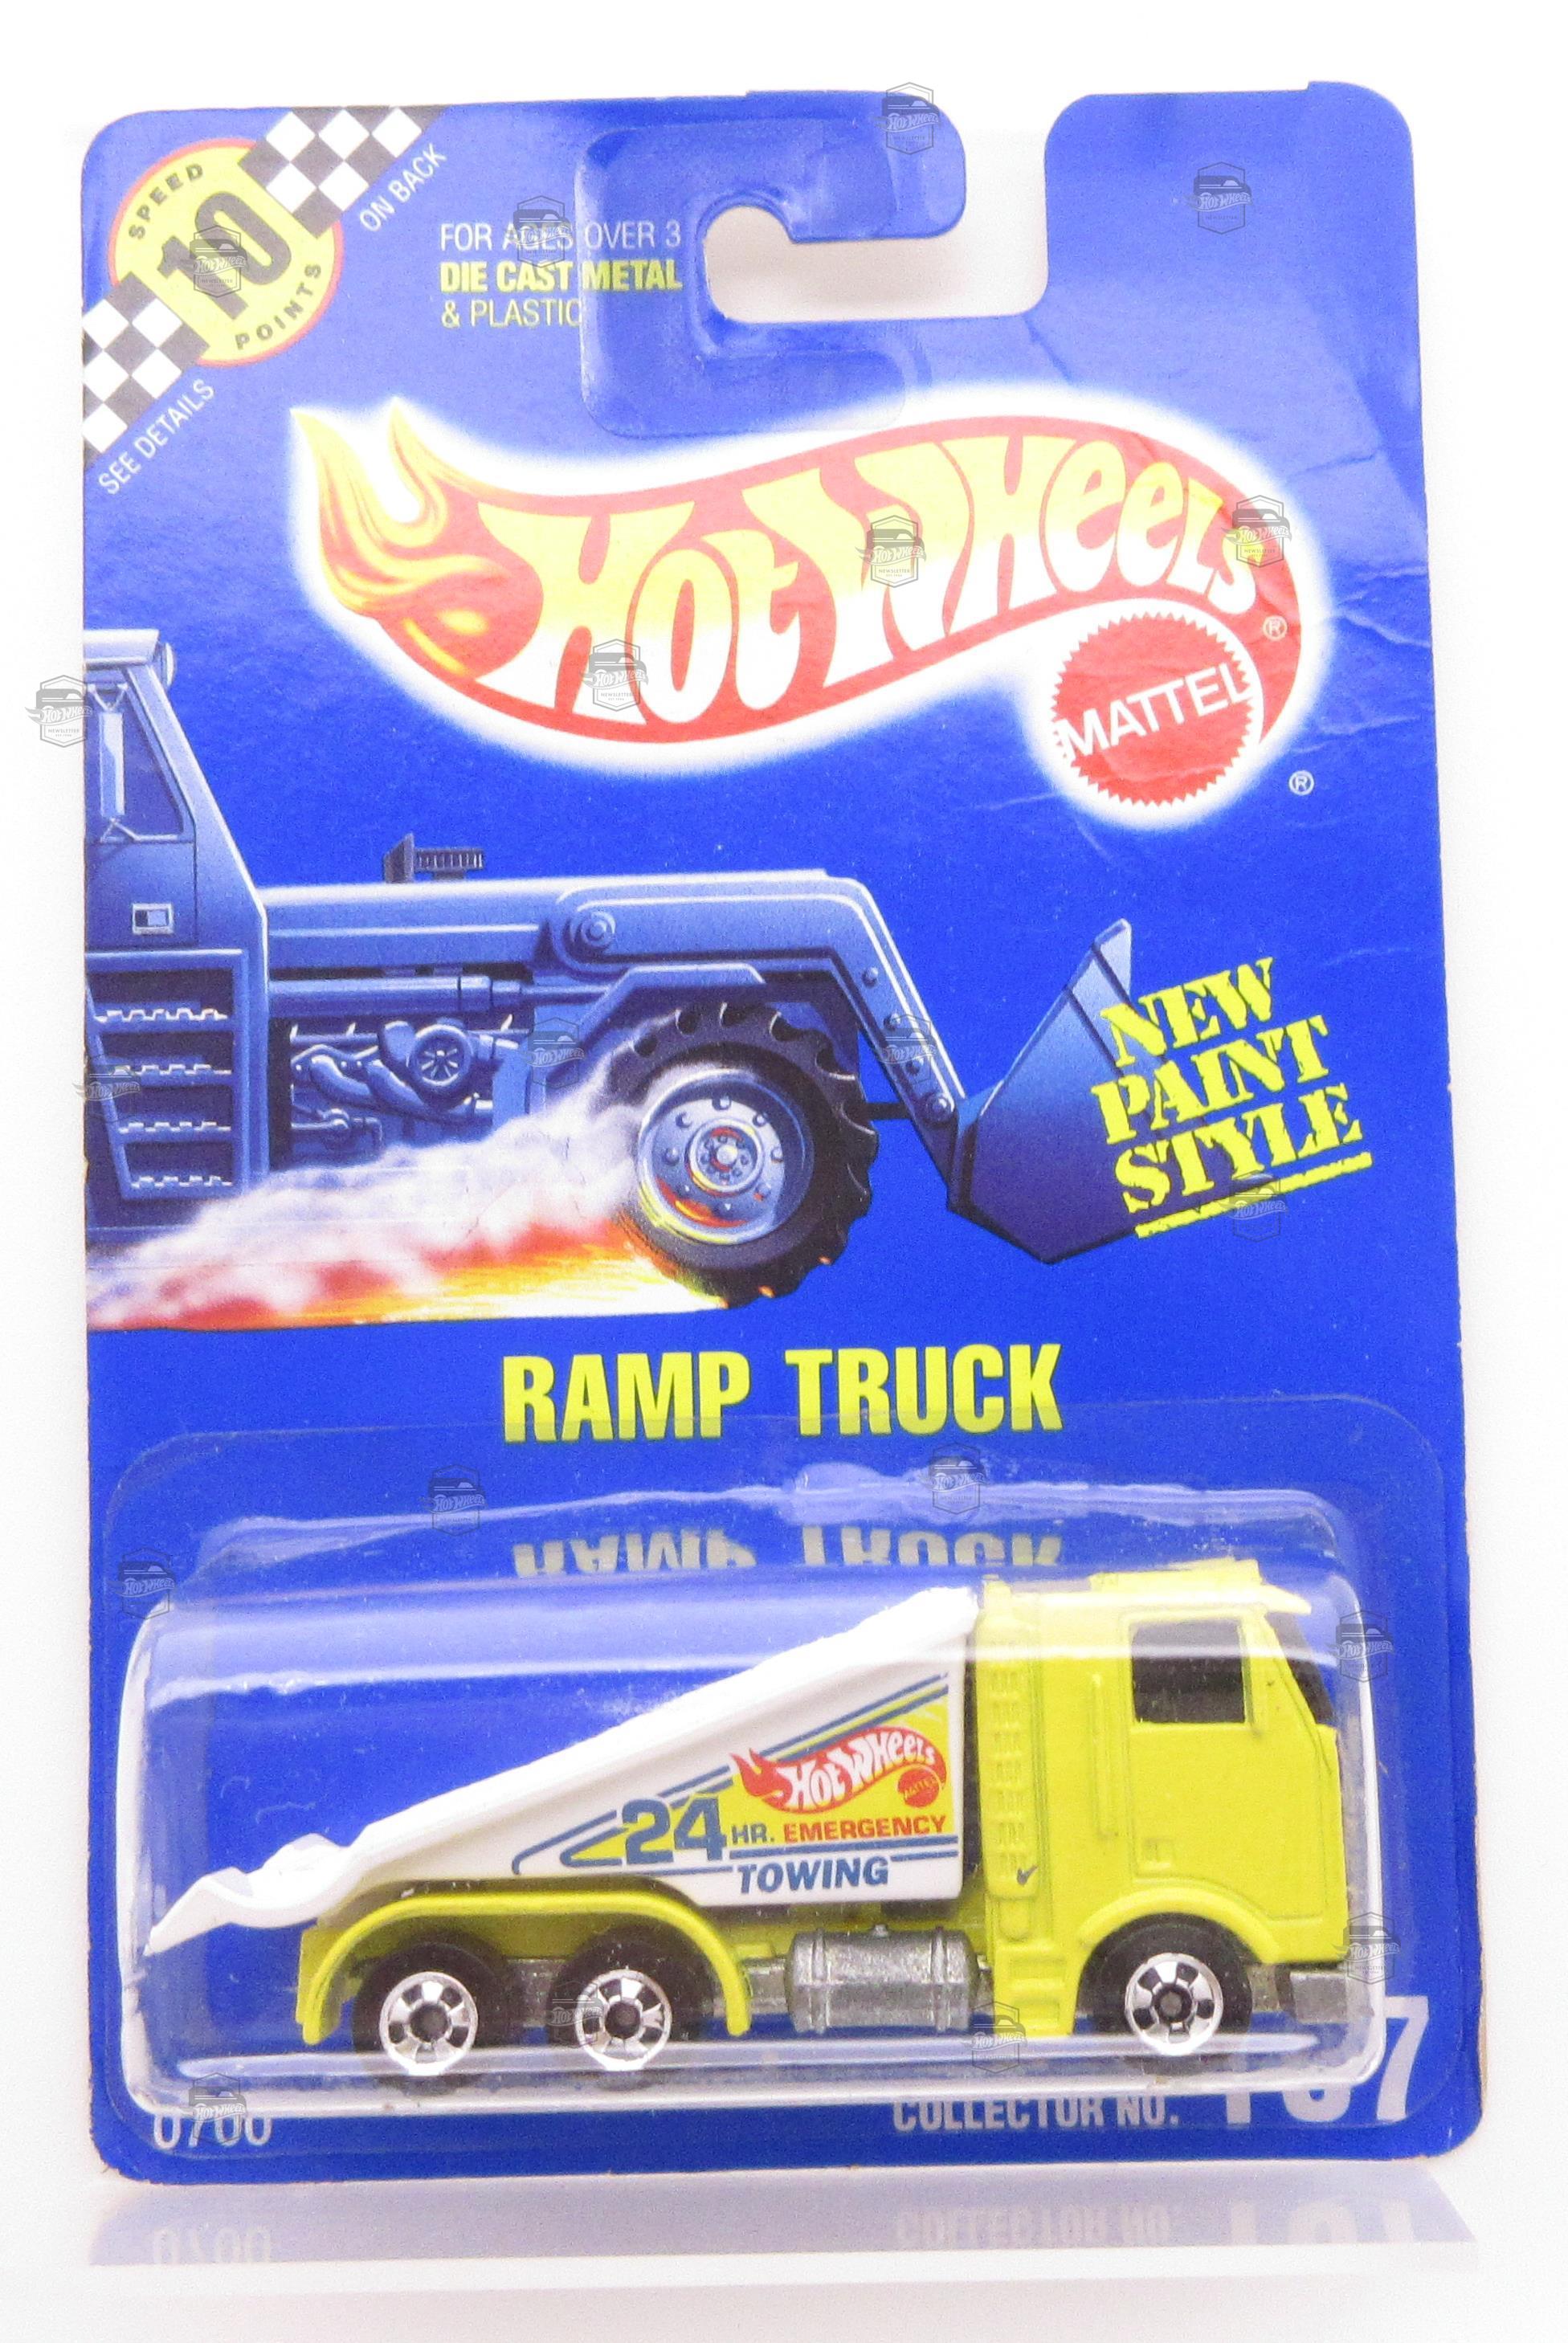 SPEED
10
POINTS
ON BACK
SEE DETAILS
FOR AGES OVER 3
DIE CAST METAL
& PLASTIC
HOT WHEELS ®
MATTEL
®
NEW
PAINT
STYLE
RAMP TRUCK
HOT WHEELS
MATTEL
24 HR. EMERGENCY
TOWING
COLLECTOR NO.